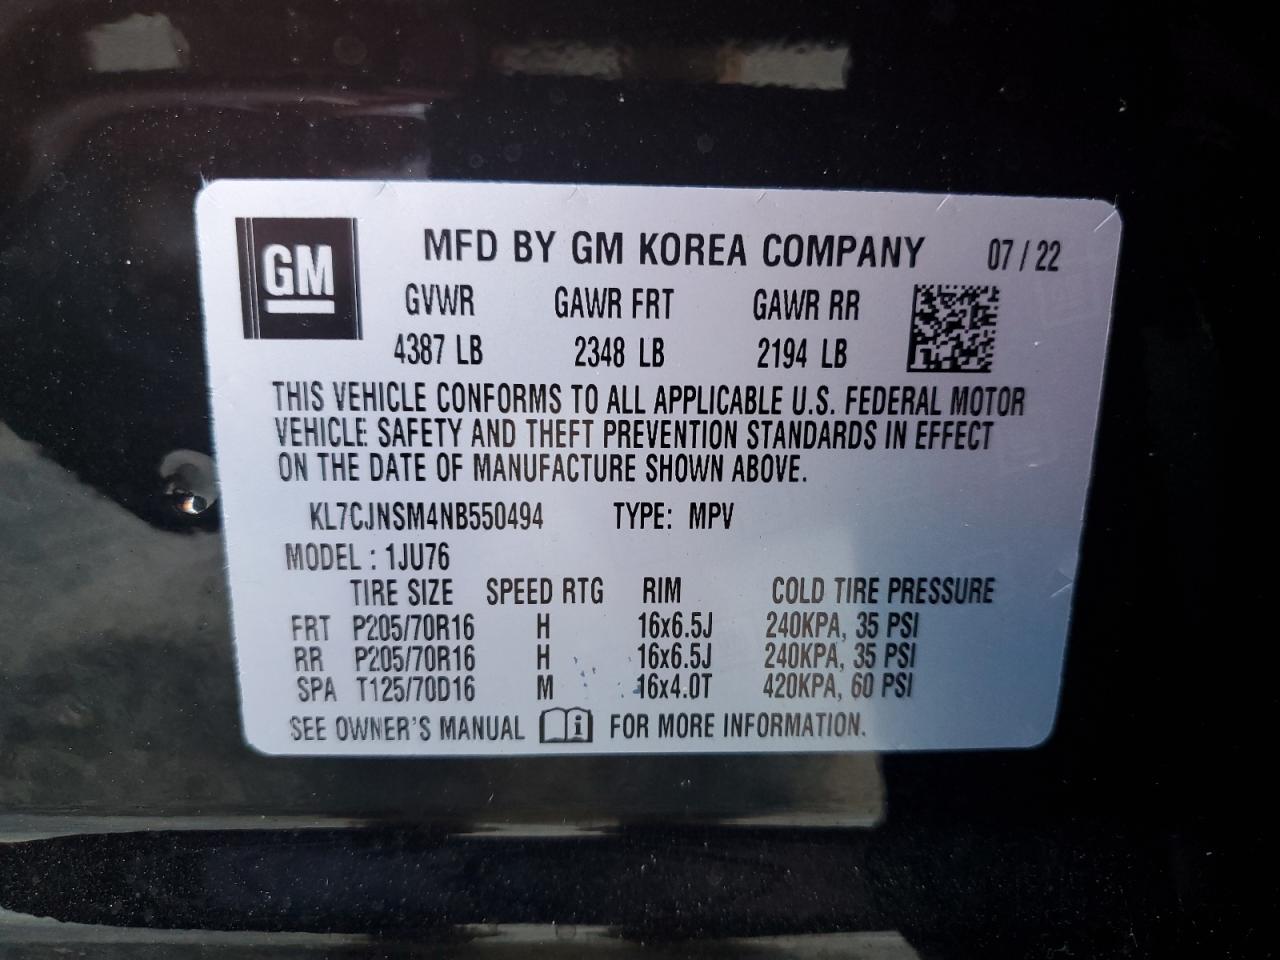 GM
MFD BY GM KOREA COMPANY 07/22
GVWR GAWR FRT GAWR RR
4387 LB 2348 LB 2194 LB
THIS VEHICLE CONFORMS TO ALL APPLICABLE U.S. FEDERAL MOTOR
VEHICLE SAFETY AND THEFT PREVENTION STANDARDS IN EFFECT
ON THE DATE OF MANUFACTURE SHOWN ABOVE.
KL7CJNSM4NB550494 TYPE: MPV
MODEL : 1JU76
TIRE SIZE SPEED RTG RIM COLD TIRE PRESSURE
FRT P205/70R16 H 16x6.5J 240KPA, 35 PSI
RR P205/70R16 H 16x6.5J 240KPA, 35 PSI
SPA T125/70D16 M 16x4.0T 420KPA, 60 PSI
SEE OWNER'S MANUAL i FOR MORE INFORMATION.